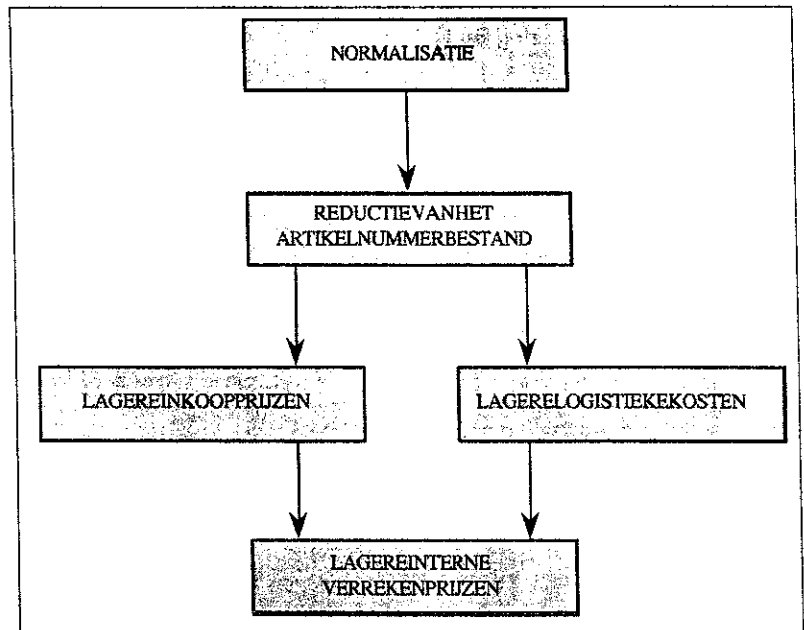 NORMALISATIE
REDUCTIEVANHET
ARTIKELNUMMERBESTAND
LAGEREINKOOPPRIJZEN
LAGERELOGISTIEKEKOSTEN
LAGEREINTERNE
VERREKENPRIJZEN